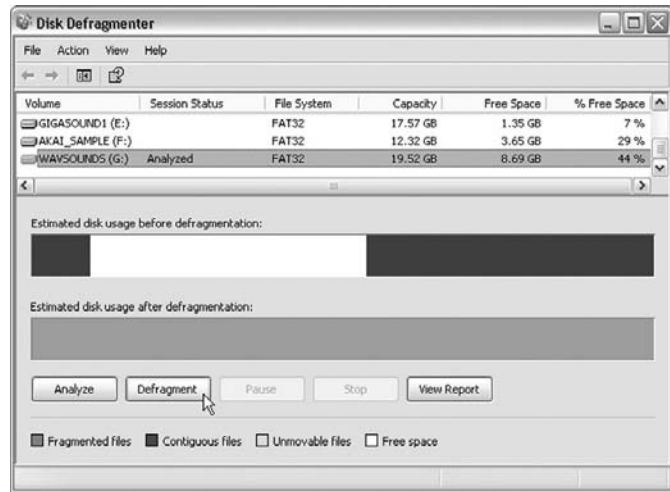 Disk Defragmenter
File Action View Help
Volume Session Status File System Capacity Free Space % Free Space
GIGASOUND1 (E:) FAT32 17.57 GB 1.35 GB 7 %
AKAI_SAMPLE (F:) FAT32 12.32 GB 3.65 GB 29 %
WAVSOUNDS (G:) Analyzed FAT32 19.52 GB 8.69 GB 44 %
Estimated disk usage before defragmentation:
Estimated disk usage after defragmentation:
Analyze Defragment Pause Stop View Report
Fragmented files Contiguous files Unmovable files Free space